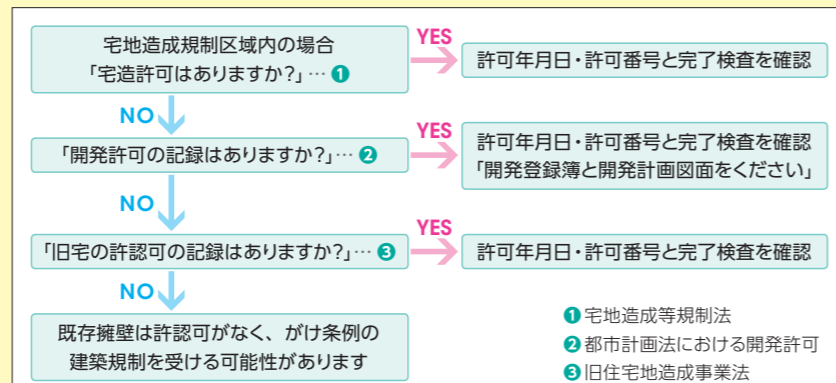 宅地造成規制区域内の場合
「宅造許可はありますか？」… ❶
YES
許可年月日・許可番号と完了検査を確認
NO
「開発許可の記録はありますか？」… ❷
YES
許可年月日・許可番号と完了検査を確認
「開発登録簿と開発計画図面をください」
NO
「旧宅の許認可の記録はありますか？」… ❸
YES
許可年月日・許可番号と完了検査を確認
NO
既存擁壁は許認可がなく、がけ条例の
建築規制を受ける可能性があります
❶ 宅地造成等規制法
❷ 都市計画法における開発許可
❸ 旧住宅地造成事業法